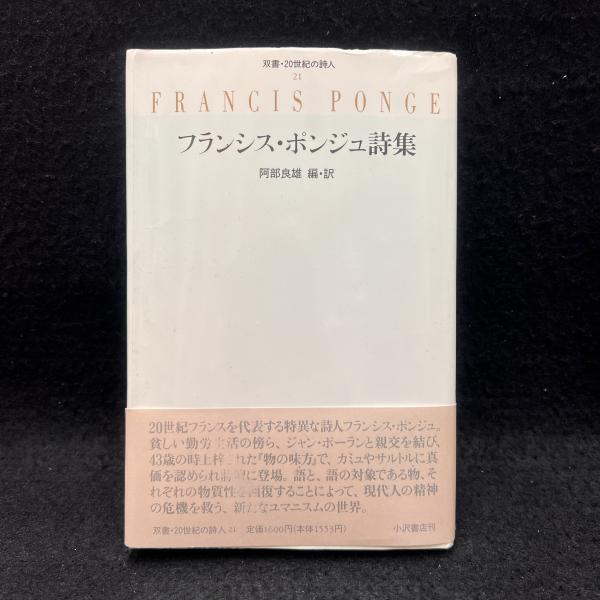 双書・20世紀の詩人
21
FRANCIS PONGE
フランシス・ポンジュ詩集
阿部良雄 編・訳
20世紀フランスを代表する特異な詩人フランシス・ポンジュ。
貧しい勤労生活の傍ら、ジャン・ポーランと親交を結び、
43歳の時上梓された『物の味方』で、カミュやサルトルに真
価を認められ に登場。語と、語の対象である物、そ
れぞれの物質性を回復することによって、現代人の精神
の危機を救う、新たなユマニスムの世界。
双書・20世紀の詩人 21 定価1600円(本体1553円) 小沢書店刊